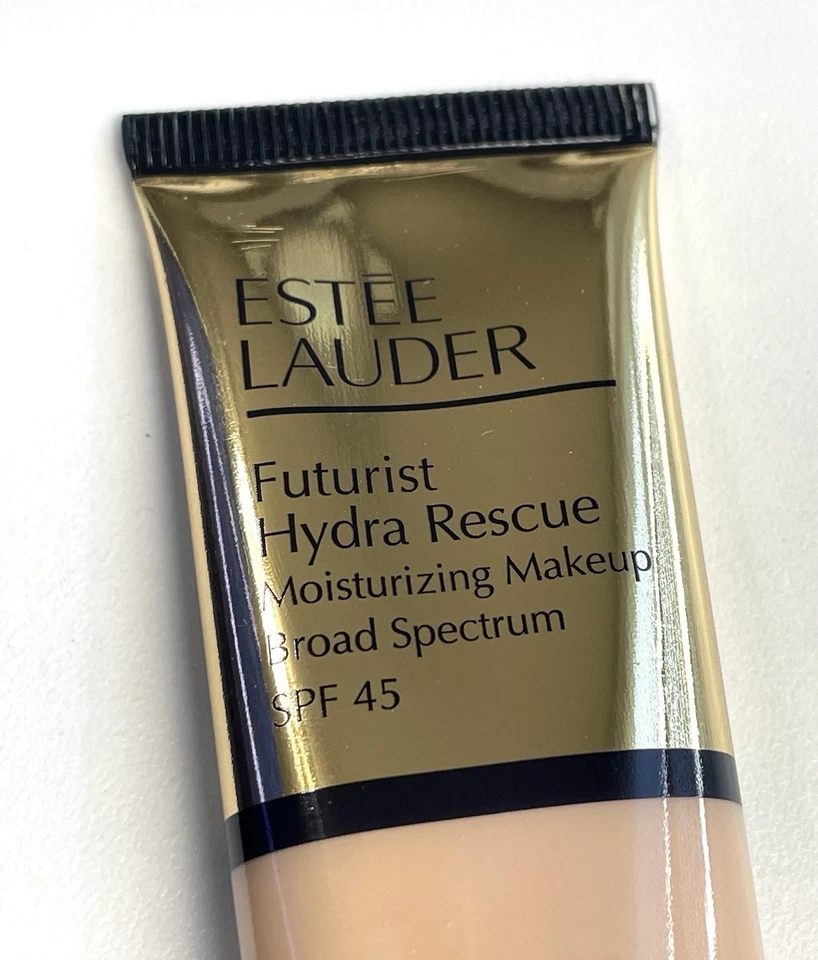 ESTĒE
LAUDER
Futurist
Hydra Rescue
Moisturizing Makeup
Broad Spectrum
SPF 45